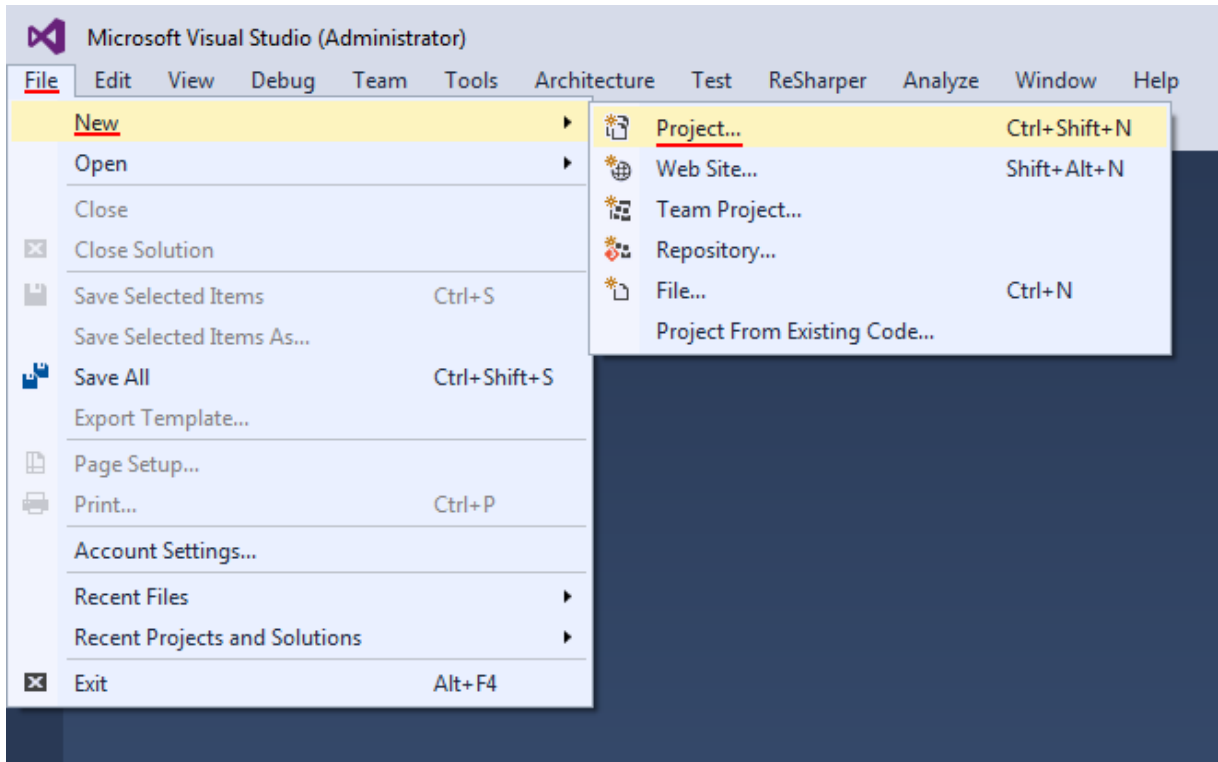 Microsoft Visual Studio (Administrator)
File Edit View Debug Team Tools Architecture Test ReSharper Analyze Window Help
New
Open
Close
Close Solution
Save Selected Items Ctrl+S
Save Selected Items As...
Save All Ctrl+Shift+S
Export Template...
Page Setup...
Print... Ctrl+P
Account Settings...
Recent Files
Recent Projects and Solutions
Exit Alt+F4
Project... Ctrl+Shift+N
Web Site... Shift+Alt+N
Team Project...
Repository...
File... Ctrl+N
Project From Existing Code...